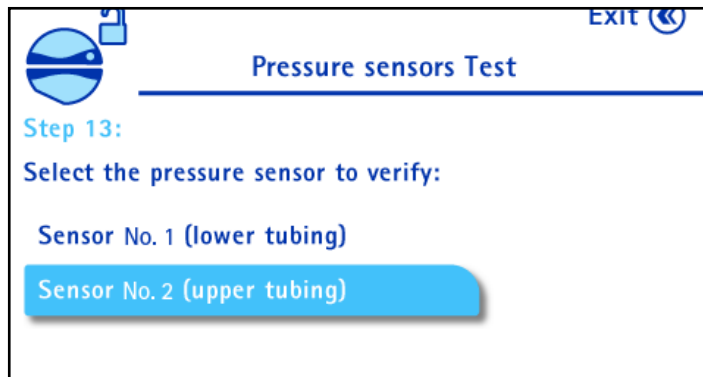 Exit
Pressure sensors Test
Step 13:
Select the pressure sensor to verify:
Sensor No. 1 (lower tubing)
Sensor No. 2 (upper tubing)